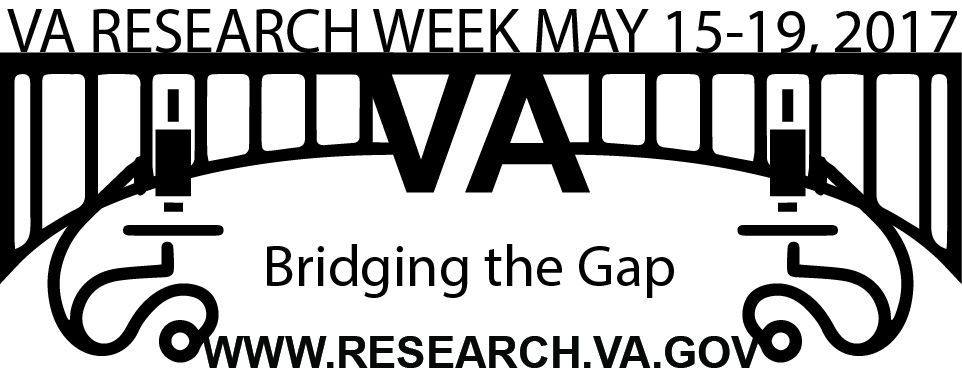 VA RESEARCH WEEK MAY 15-19, 2017
VA
Bridging the Gap
WWW.RESEARCH.VA.GOV